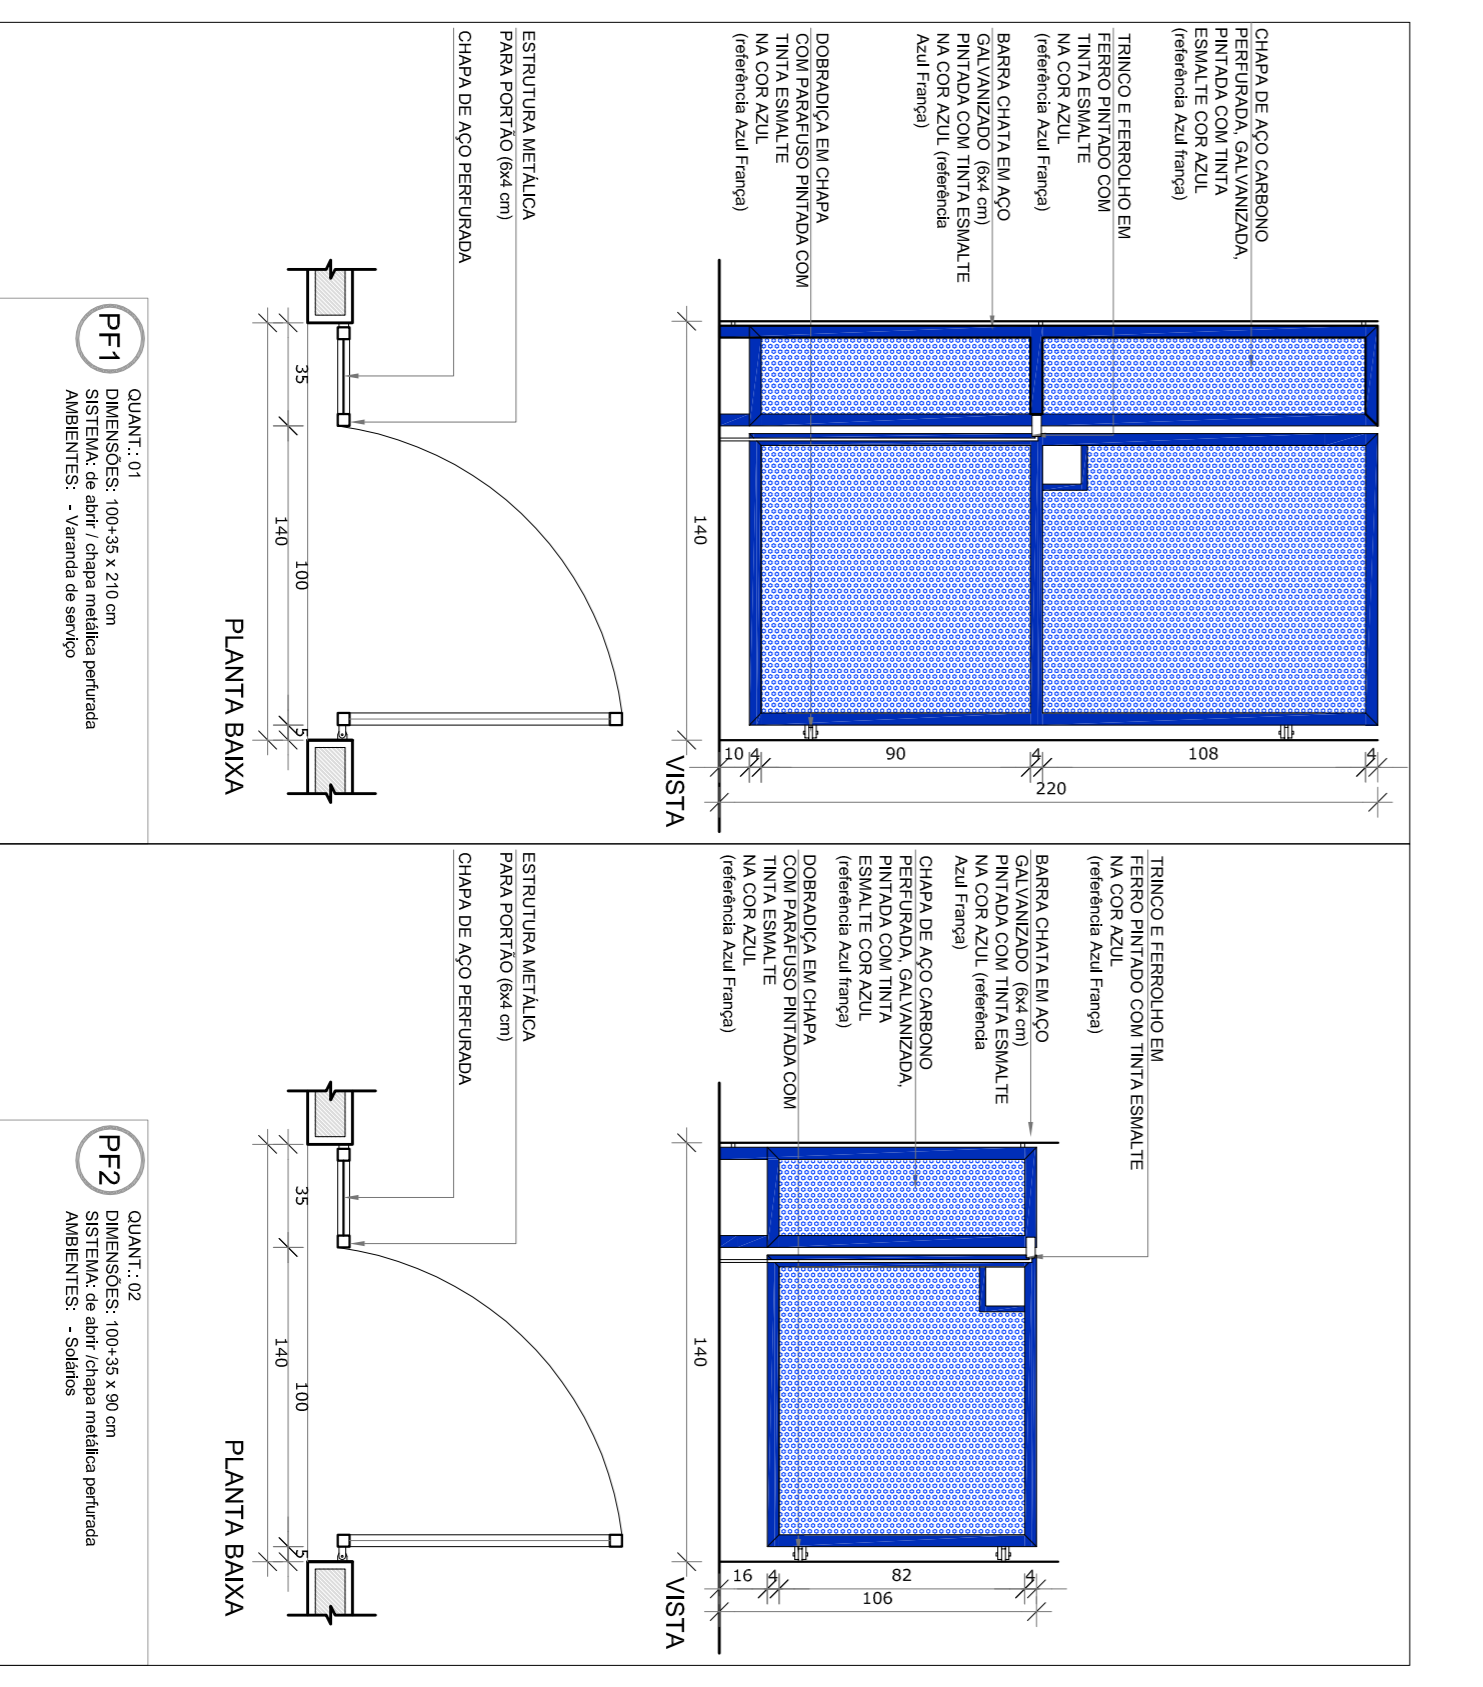 CHAPA DE AÇO CARBONO
PERFURADA, GALVANIZADA,
PINTADA COM TINTA
ESMALTE COR AZUL
(referência Azul frança)
TRINCO E FERROLHO EM
FERRO PINTADO COM
TINTA ESMALTE
NA COR AZUL
(referência Azul França)
BARRA CHATA EM AÇO
GALVANIZADO (6x4 cm)
PINTADA COM TINTA ESMALTE
NA COR AZUL (referência
Azul França)
DOBRADIÇA EM CHAPA
COM PARAFUSO PINTADA COM
TINTA ESMALTE
NA COR AZUL
(referência Azul França)
140
10
4
90
4
108
4
220
VISTA
ESTRUTURA METÁLICA
PARA PORTÃO (6x4 cm)
CHAPA DE AÇO PERFURADA
35
100
5
140
PLANTA BAIXA
PF1
QUANT.: 01
DIMENSÕES: 100+35 x 210 cm
SISTEMA: de abrir / chapa metálica perfurada
AMBIENTES: - Varanda de serviço
TRINCO E FERROLHO EM
FERRO PINTADO COM TINTA ESMALTE
NA COR AZUL
(referência Azul França)
BARRA CHATA EM AÇO
GALVANIZADO (6x4 cm)
PINTADA COM TINTA ESMALTE
NA COR AZUL (referência
Azul França)
CHAPA DE AÇO CARBONO
PERFURADA, GALVANIZADA,
PINTADA COM TINTA
ESMALTE COR AZUL
(referência Azul frança)
DOBRADIÇA EM CHAPA
COM PARAFUSO PINTADA COM
TINTA ESMALTE
NA COR AZUL
(referência Azul França)
140
16
4
82
4
106
VISTA
ESTRUTURA METÁLICA
PARA PORTÃO (6x4 cm)
CHAPA DE AÇO PERFURADA
35
100
5
140
PLANTA BAIXA
PF2
QUANT.: 02
DIMENSÕES: 100+35 x 90 cm
SISTEMA: de abrir /chapa metálica perfurada
AMBIENTES: - Solários